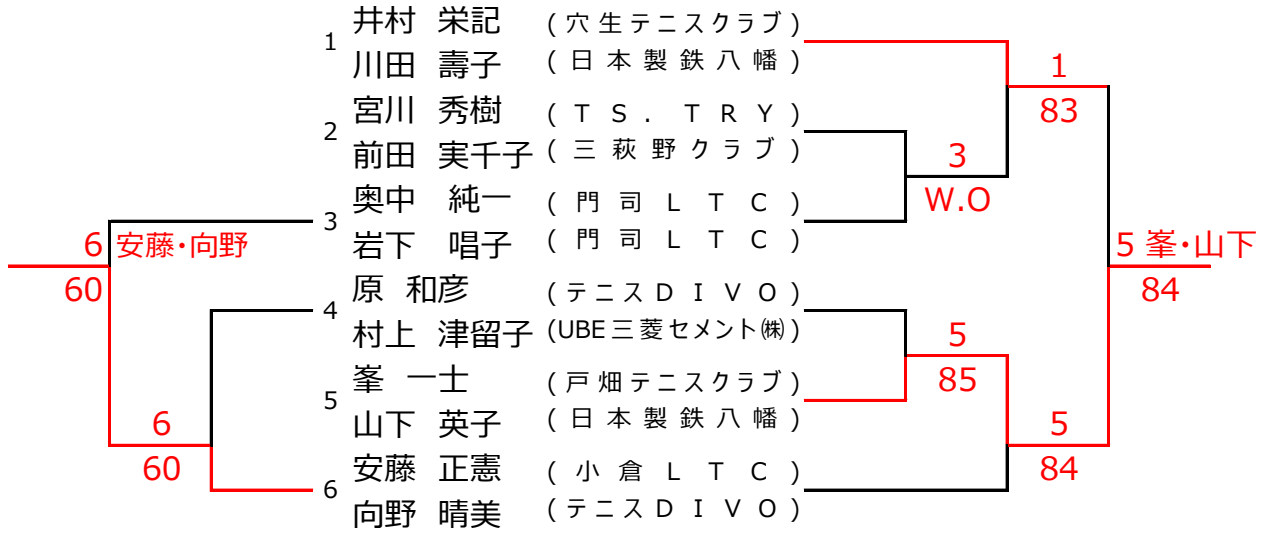 1 井村 栄記 (穴生テニスクラブ)
川田 壽子 (日本製鉄八幡)
1
83
2 宮川 秀樹 (TS.TRY)
前田 実千子 (三萩野クラブ)
3
W.O
3 奥中 純一 (門司LTC)
岩下 唱子 (門司LTC)
6 安藤・向野
60
5 峯・山下
84
4 原 和彦 (テニスDIVO)
村上 津留子 (UBE三菱セメント㈱)
5
85
5 峯 一士 (戸畑テニスクラブ)
山下 英子 (日本製鉄八幡)
6
60
5
84
6 安藤 正憲 (小倉LTC)
向野 晴美 (テニスDIVO)